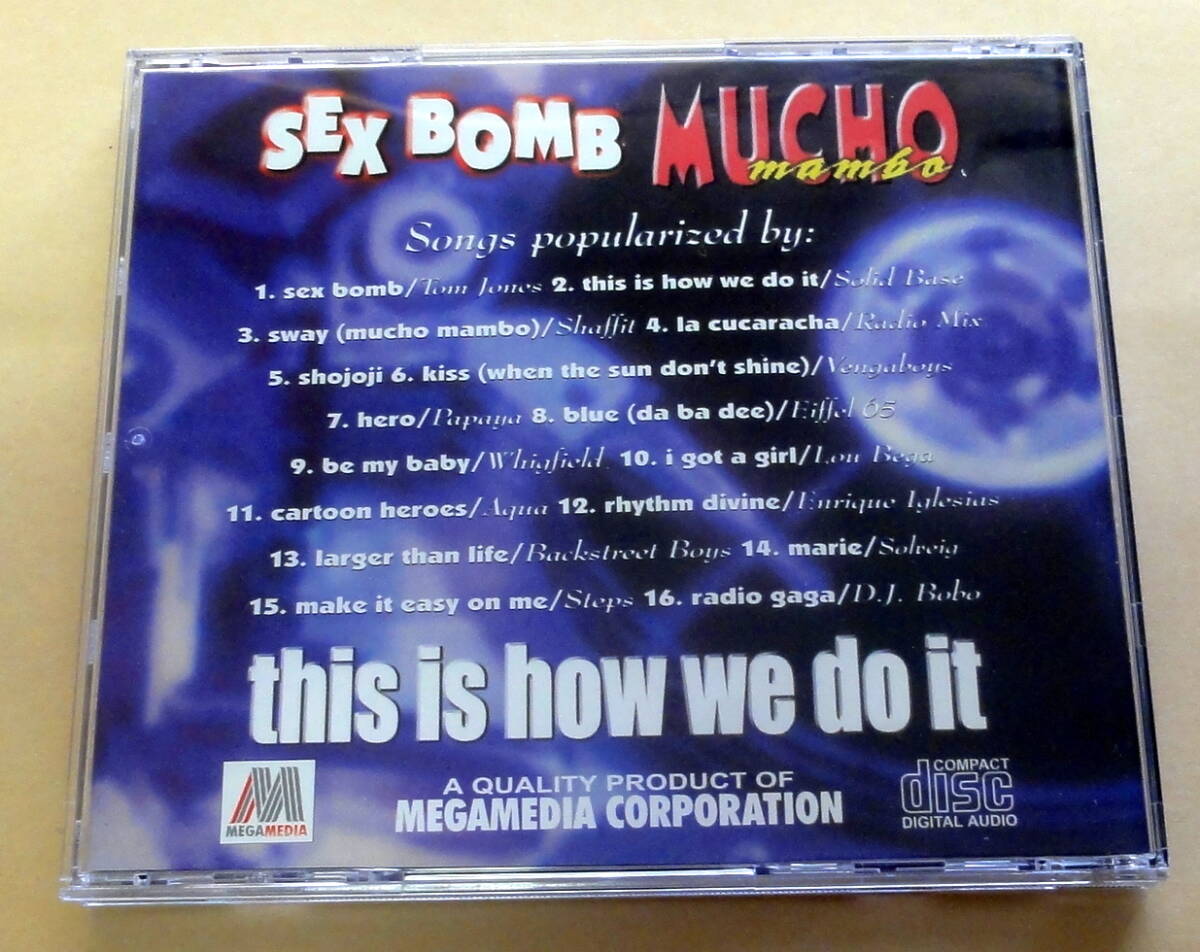 SEX BOMB MUCHO mambo
Songs popularized by:
1. sex bomb/Tom Jones 2. this is how we do it/Solid Base
3. sway (mucho mambo)/Shaffit 4. la cucaracha/Radio Mix
5. shojoji 6. kiss (when the sun don't shine)/Vengaboys
7. hero/Papaya 8. blue (da ba dee)/Eiffel 65
9. be my baby/Whigfield 10. i got a girl/Lou Bega
11. cartoon heroes/Aqua 12. rhythm divine/Enrique Iglesias
13. larger than life/Backstreet Boys 14. marie/Solveig
15. make it easy on me/Steps 16. radio gaga/D.J. Bobo
this is how we do it
MEGAMEDIA
A QUALITY PRODUCT OF
MEGAMEDIA CORPORATION
COMPACT
disc
DIGITAL AUDIO